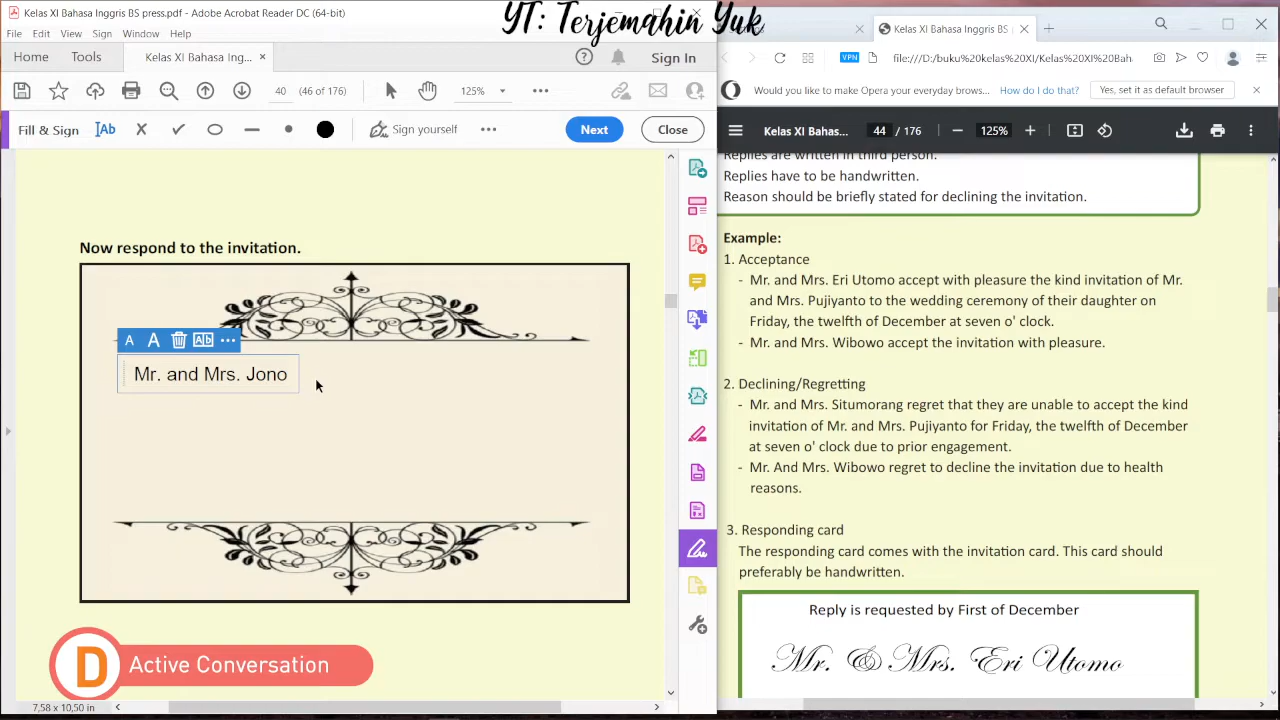 Kelas XI Bahasa Inggris BS press.pdf - Adobe Acrobat Reader DC (64-bit)
YT: Terjemahin Yuk
File Edit View Sign Window Help
Home Tools Kelas XI Bahasa Ing... × Sign In
40 (46 of 176) 125%
Fill & Sign Ab Sign yourself Next Close
Now respond to the invitation.
A A Ab
Mr. and Mrs. Jono
D Active Conversation
7,58 x 10,50 in
Kelas XI Bahasa Inggris BS
VPN file:///D:/buku%20kelas%20XI/Kelas%20XI%20Bah
Would you like to make Opera your everyday brows... How do I do that? Yes, set it as default browser
Kelas XI Bahas... 44 / 176 125%
Replies are written in third person.
Replies have to be handwritten.
Reason should be briefly stated for declining the invitation.
Example:
1. Acceptance
- Mr. and Mrs. Eri Utomo accept with pleasure the kind invitation of Mr.
and Mrs. Pujiyanto to the wedding ceremony of their daughter on
Friday, the twelfth of December at seven o' clock.
- Mr. and Mrs. Wibowo accept the invitation with pleasure.
2. Declining/Regretting
- Mr. and Mrs. Situmorang regret that they are unable to accept the kind
invitation of Mr. and Mrs. Pujiyanto for Friday, the twelfth of December
at seven o' clock due to prior engagement.
- Mr. And Mrs. Wibowo regret to decline the invitation due to health
reasons.
3. Responding card
The responding card comes with the invitation card. This card should
preferably be handwritten.
Reply is requested by First of December
Mr. & Mrs. Eri Utomo